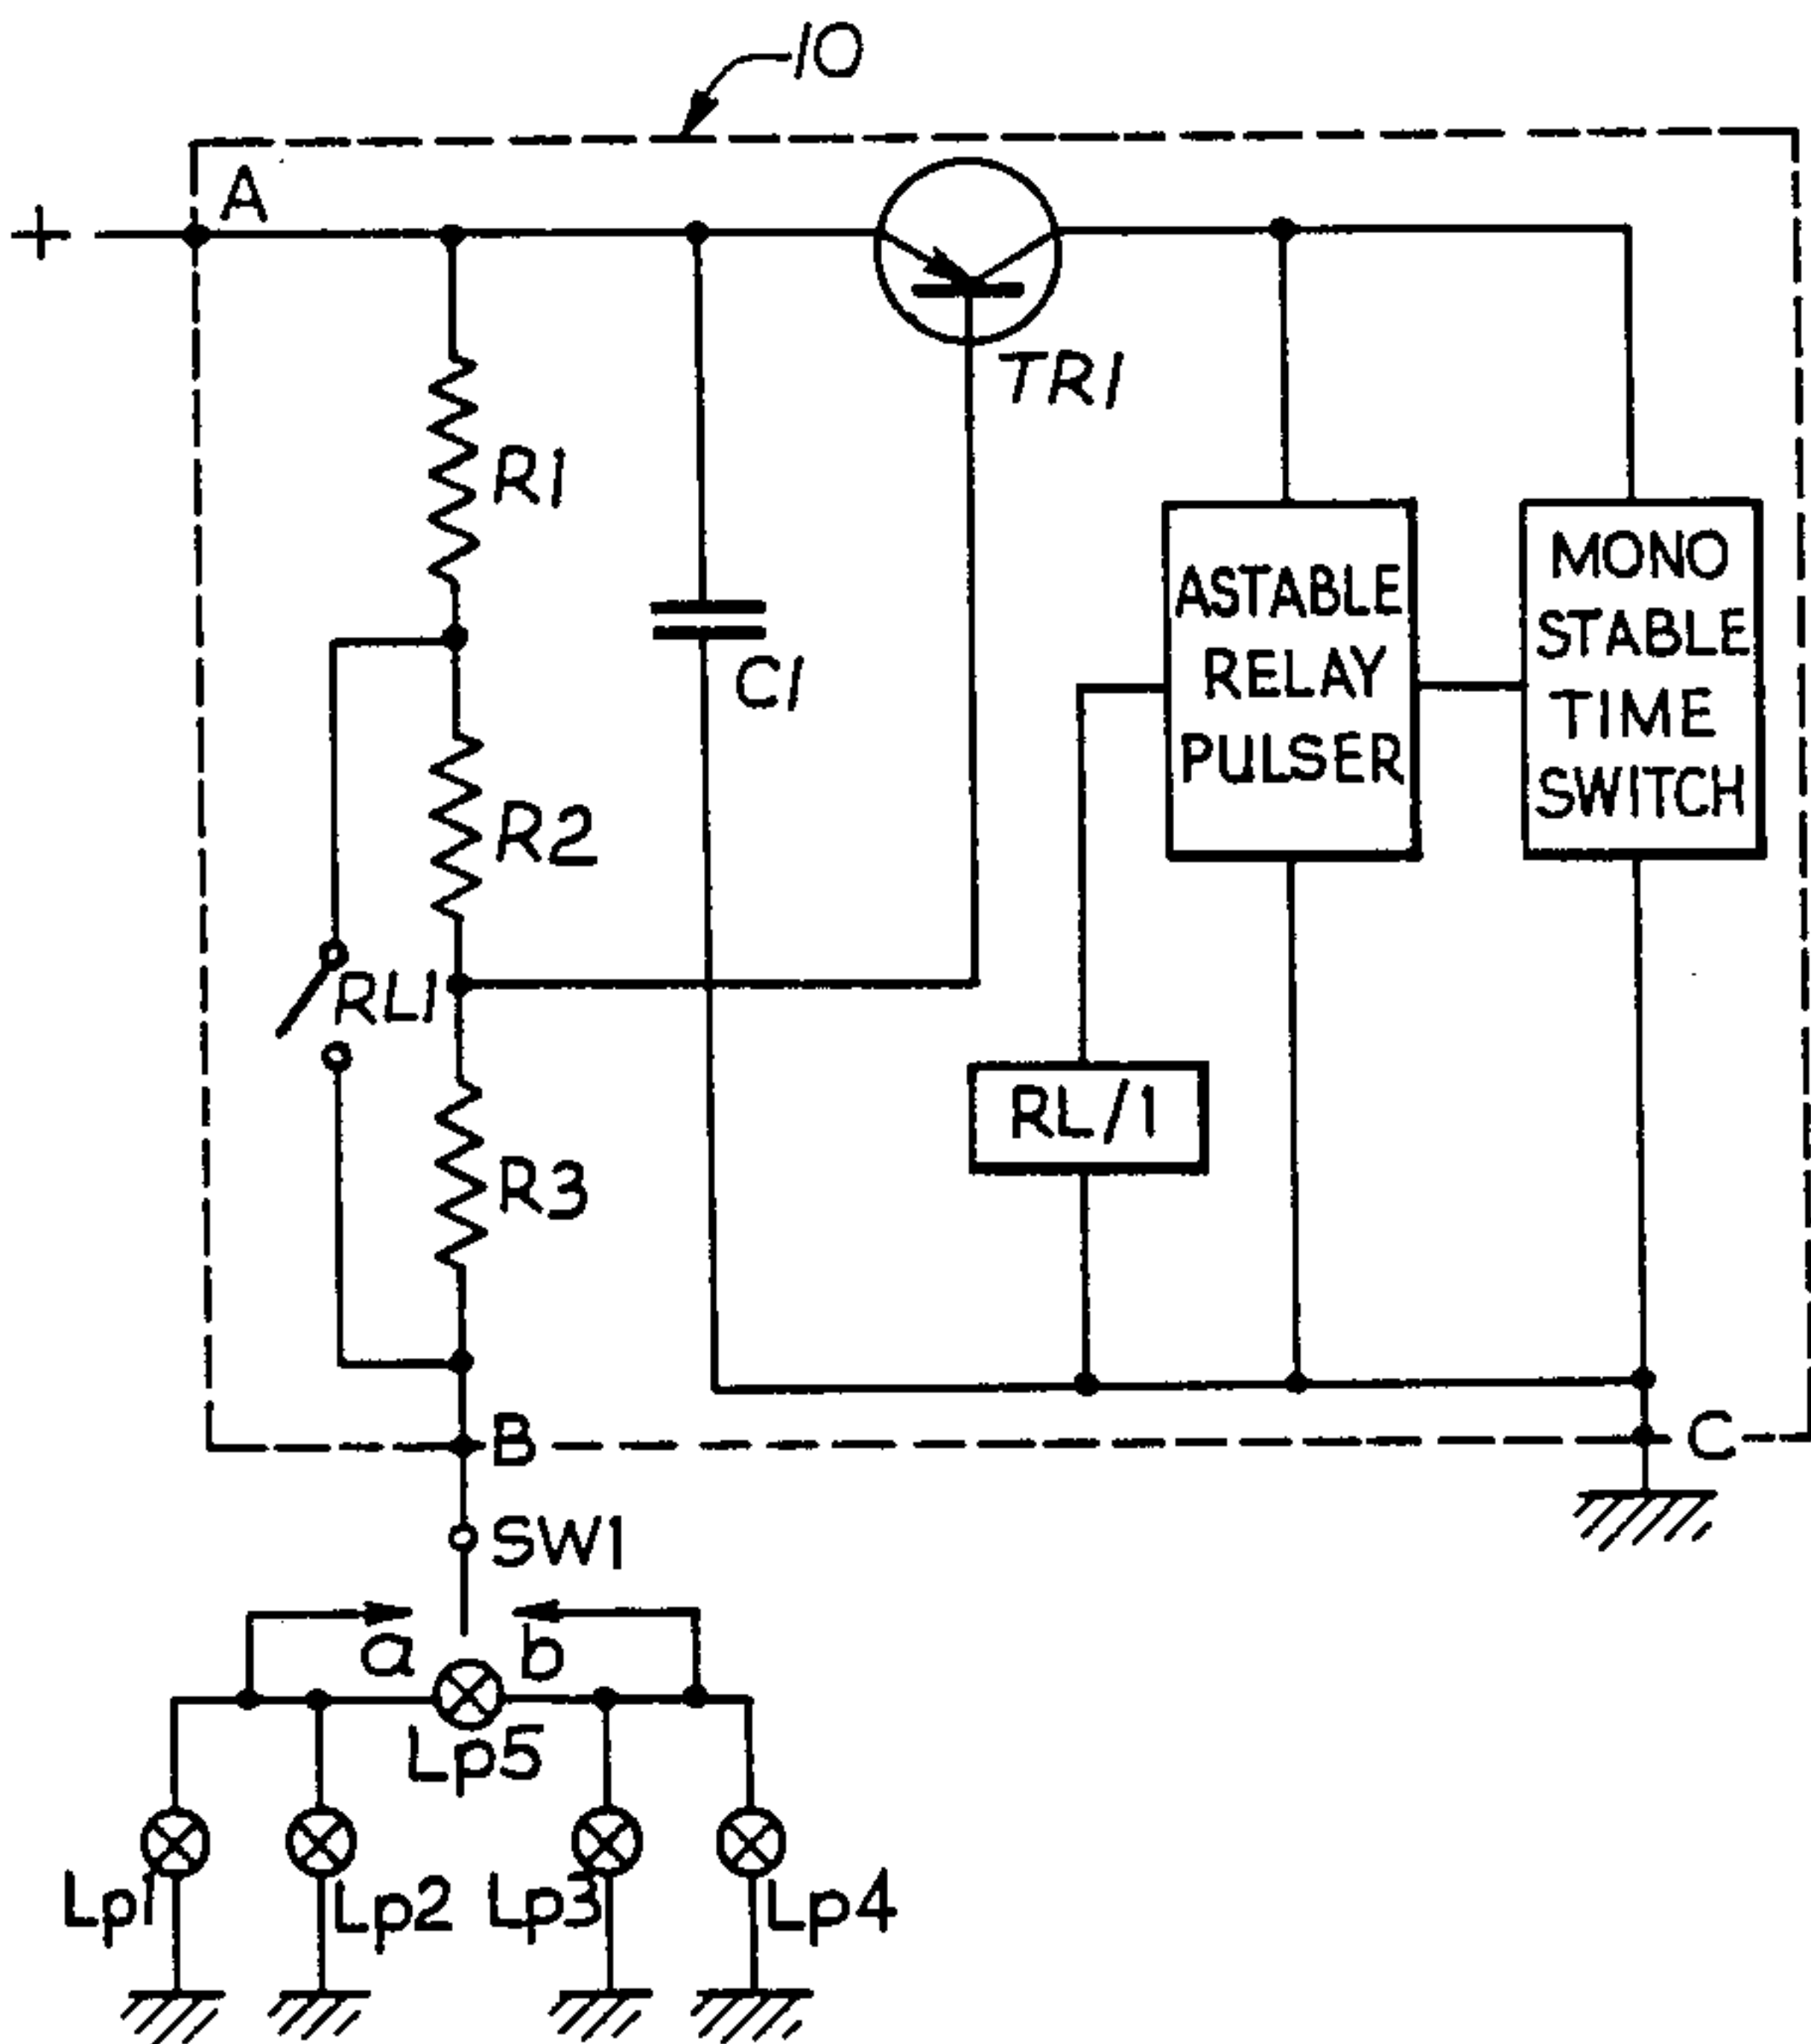 10
+
A
TR1
R1
ASTABLE
RELAY
PULSER
MONO
STABLE
TIME
SWITCH
C1
R2
RL1
RL/1
R3
B
C
SW1
a
b
Lp5
Lp1
Lp2
Lp3
Lp4